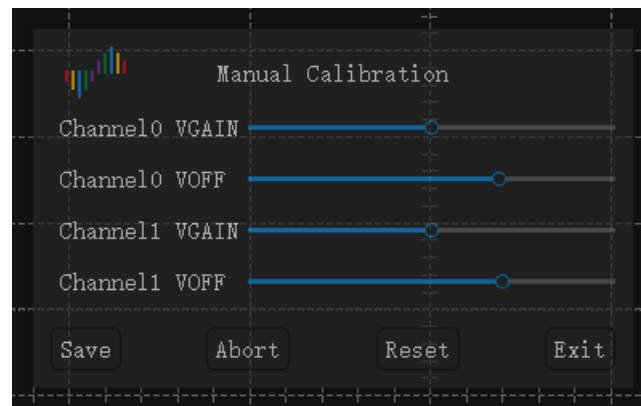 Manual Calibration
Channel0 VGAIN
Channel0 VOFF
Channel1 VGAIN
Channel1 VOFF
Save Abort Reset Exit